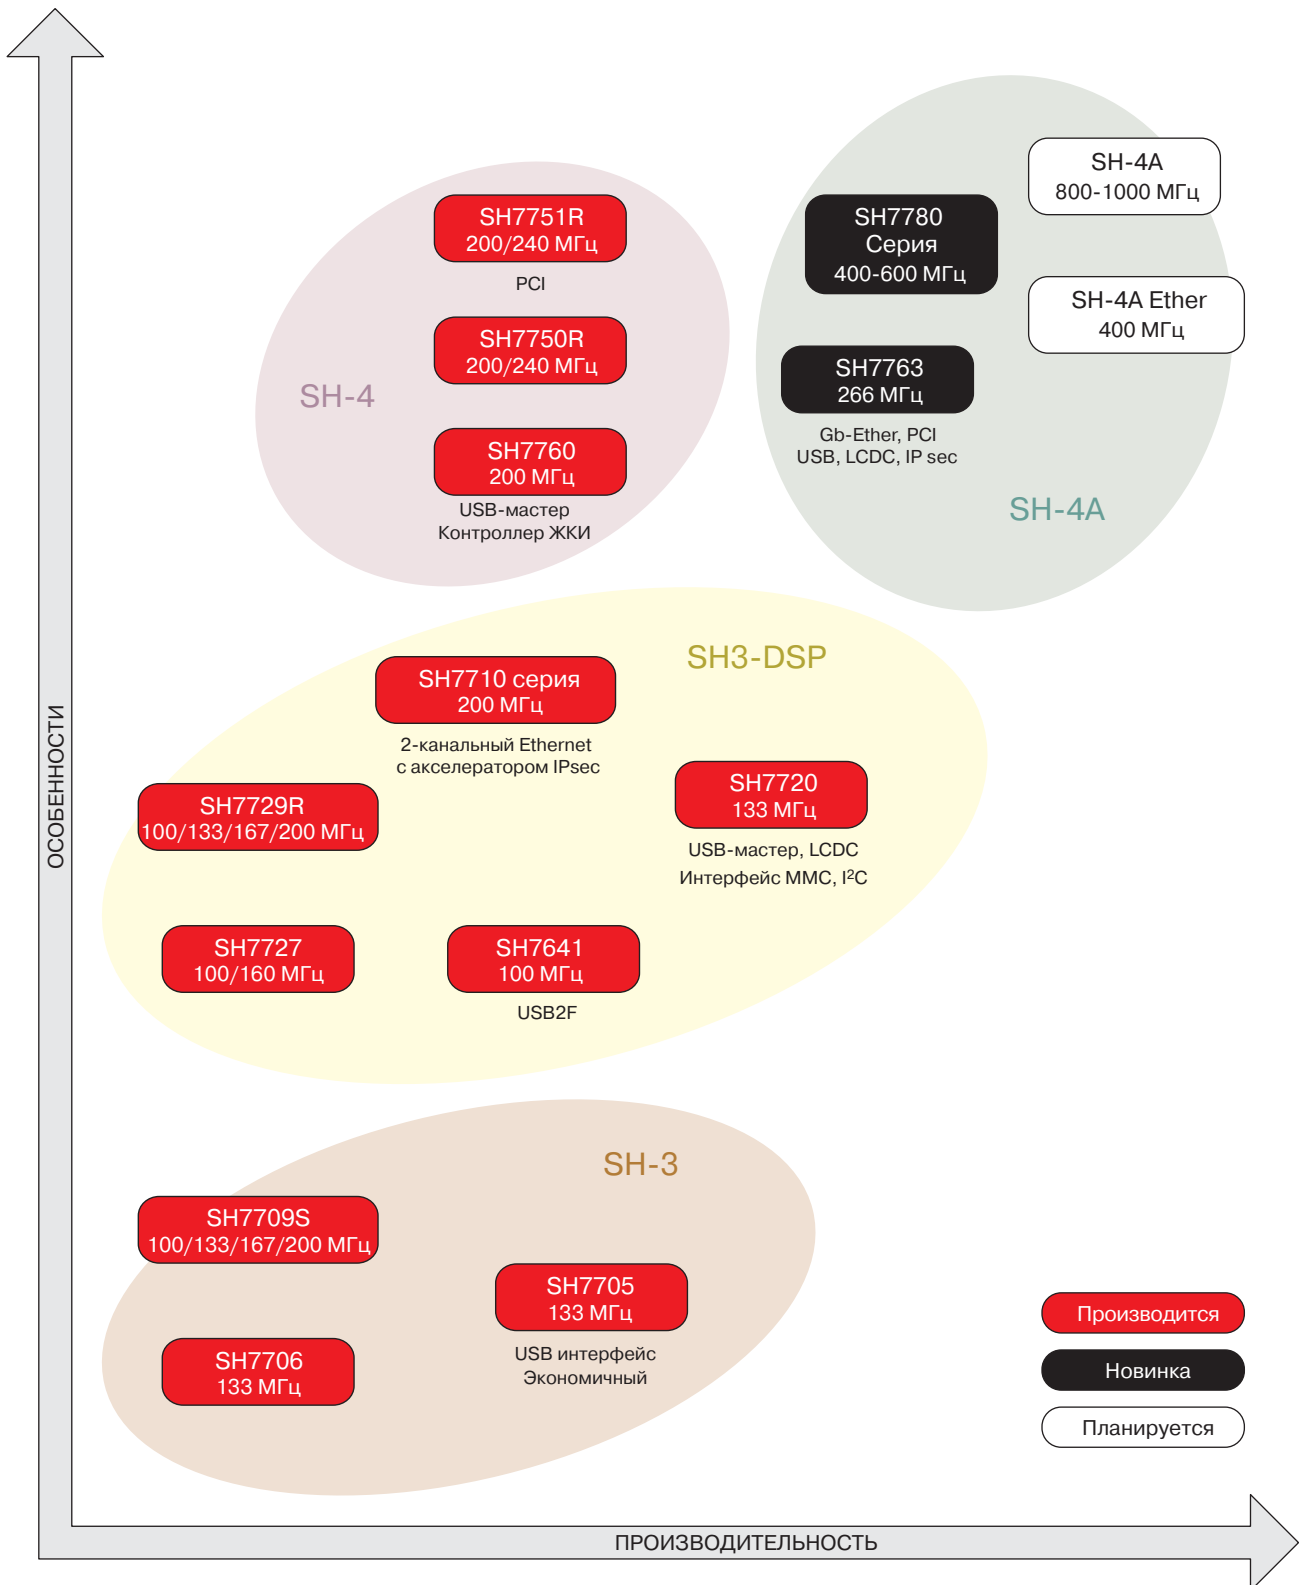 SH-4A
800-1000 МГц
SH7751R
200/240 МГц
PCI
SH7780
Серия
400-600 МГц
SH-4A Ether
400 МГц
SH7750R
200/240 МГц
SH-4
SH7763
266 МГц
Gb-Ether, PCI
USB, LCDC, IP sec
SH7760
200 МГц
USB-мастер
Контроллер ЖКИ
SH-4A
SH3-DSP
SH7710 серия
200 МГц
2-канальный Ethernet
с акселератором IPsec
SH7729R
100/133/167/200 МГц
SH7720
133 МГц
USB-мастер, LCDC
Интерфейс MMC, I²C
SH7727
100/160 МГц
SH7641
100 МГц
USB2F
ОСОБЕННОСТИ
SH-3
SH7709S
100/133/167/200 МГц
SH7705
133 МГц
USB интерфейс
Экономичный
SH7706
133 МГц
Производится
Новинка
Планируется
ПРОИЗВОДИТЕЛЬНОСТЬ